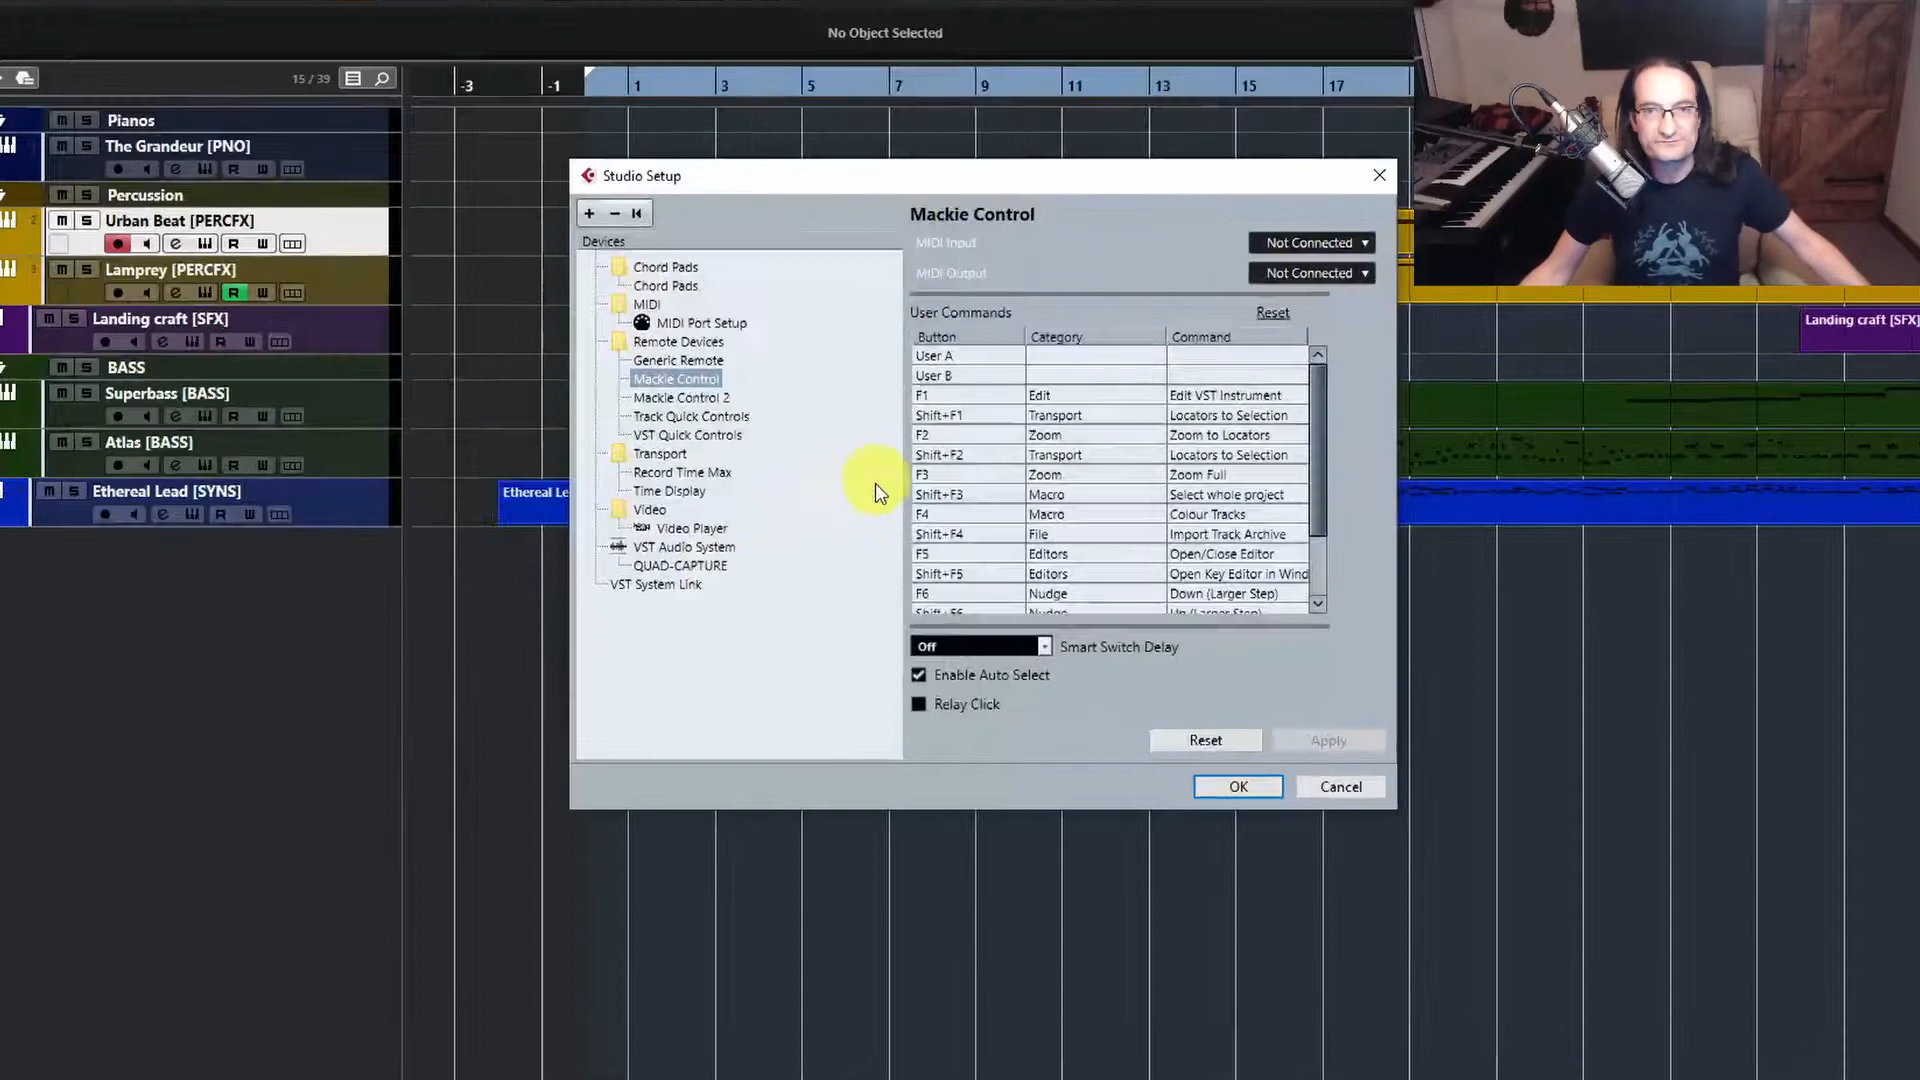 No Object Selected
15 / 39
-3 -1 1 3 5 7 9 11 13 15 17
m S Pianos
The Grandeur [PNO]
R W
m S Percussion
2 m S Urban Beat [PERCFX]
e R W
3 Lamprey [PERCFX]
e R W
m S Landing craft [SFX]
e R W
m S BASS
m S Superbass [BASS]
e R W
m S Atlas [BASS]
e R W
m S Ethereal Lead [SYNS]
e R W
Ethereal Le
Landing craft [SFX]
Studio Setup
Devices
Chord Pads
Chord Pads
MIDI
MIDI Port Setup
Remote Devices
Generic Remote
Mackie Control
Mackie Control 2
Track Quick Controls
VST Quick Controls
Transport
Record Time Max
Time Display
Video
Video Player
VST Audio System
QUAD-CAPTURE
VST System Link
Mackie Control
MIDI Input Not Connected
MIDI Output Not Connected
User Commands Reset
Button Category Command
User A
User B
F1 Edit Edit VST Instrument
Shift+F1 Transport Locators to Selection
F2 Zoom Zoom to Locators
Shift+F2 Transport Locators to Selection
F3 Zoom Zoom Full
Shift+F3 Macro Select whole project
F4 Macro Colour Tracks
Shift+F4 File Import Track Archive
F5 Editors Open/Close Editor
Shift+F5 Editors Open Key Editor in Wind
F6 Nudge Down (Larger Step)
Shift+F6 Nudge Up (Larger Step)
Off Smart Switch Delay
Enable Auto Select
Relay Click
Reset Apply
OK Cancel